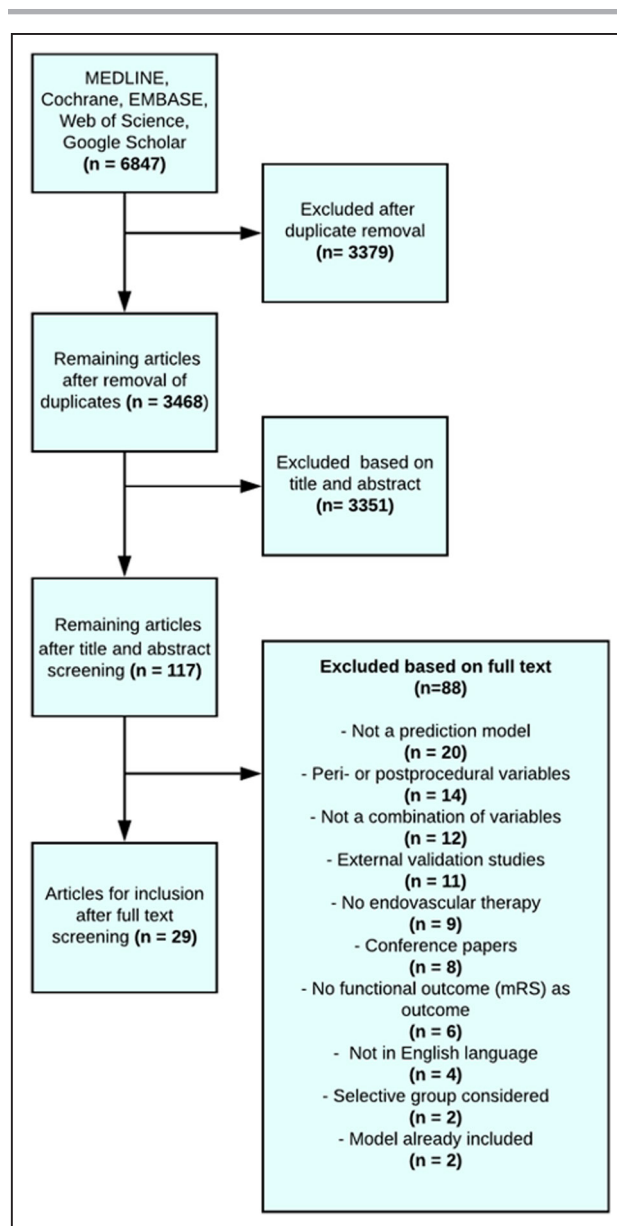 MEDLINE,
Cochrane, EMBASE,
Web of Science,
Google Scholar
(n = 6847)
Excluded after
duplicate removal
(n= 3379)
Remaining articles
after removal of
duplicates (n = 3468)
Excluded based on
title and abstract
(n= 3351)
Remaining articles
after title and abstract
screening (n = 117)
Excluded based on full text
(n=88)
- Not a prediction model
(n = 20)
- Peri- or postprocedural variables
(n = 14)
- Not a combination of variables
(n = 12)
- External validation studies
(n = 11)
- No endovascular therapy
(n = 9)
- Conference papers
(n = 8)
- No functional outcome (mRS) as
outcome
(n = 6)
- Not in English language
(n = 4)
- Selective group considered
(n = 2)
- Model already included
(n = 2)
Articles for inclusion
after full text
screening (n = 29)